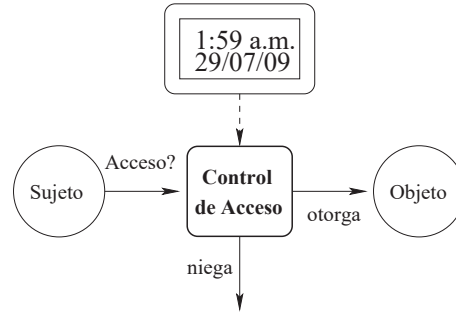 1:59 a.m.
29/07/09
Acceso?
Sujeto
Control
de Acceso
Objeto
otorga
niega